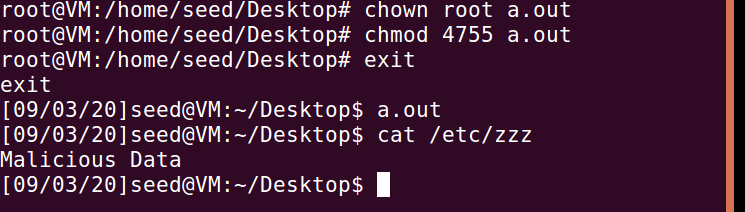 root@VM:/home/seed/Desktop# chown root a.out
root@VM:/home/seed/Desktop# chmod 4755 a.out
root@VM:/home/seed/Desktop# exit
exit
[09/03/20]seed@VM:~/Desktop$ a.out
[09/03/20]seed@VM:~/Desktop$ cat /etc/zzz
Malicious Data
[09/03/20]seed@VM:~/Desktop$